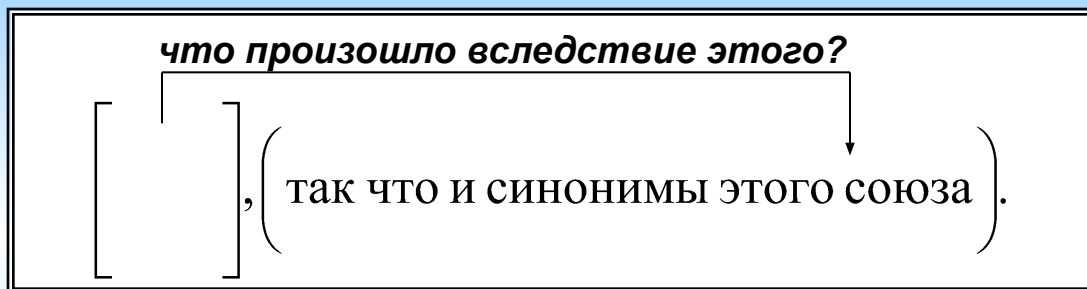 что произошло вследствие этого?
[ ], ( так что и синонимы этого союза ).